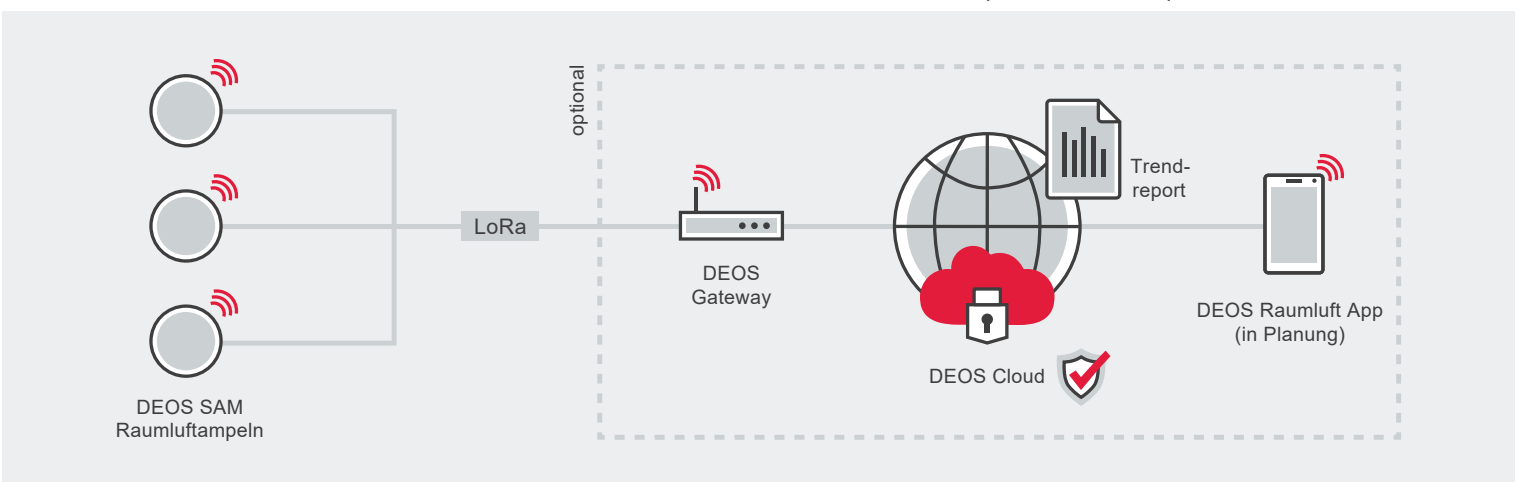 optional
Trend-
report
LoRa
DEOS
Gateway
DEOS Raumluft App
(in Planung)
DEOS Cloud
DEOS SAM
Raumluftampeln